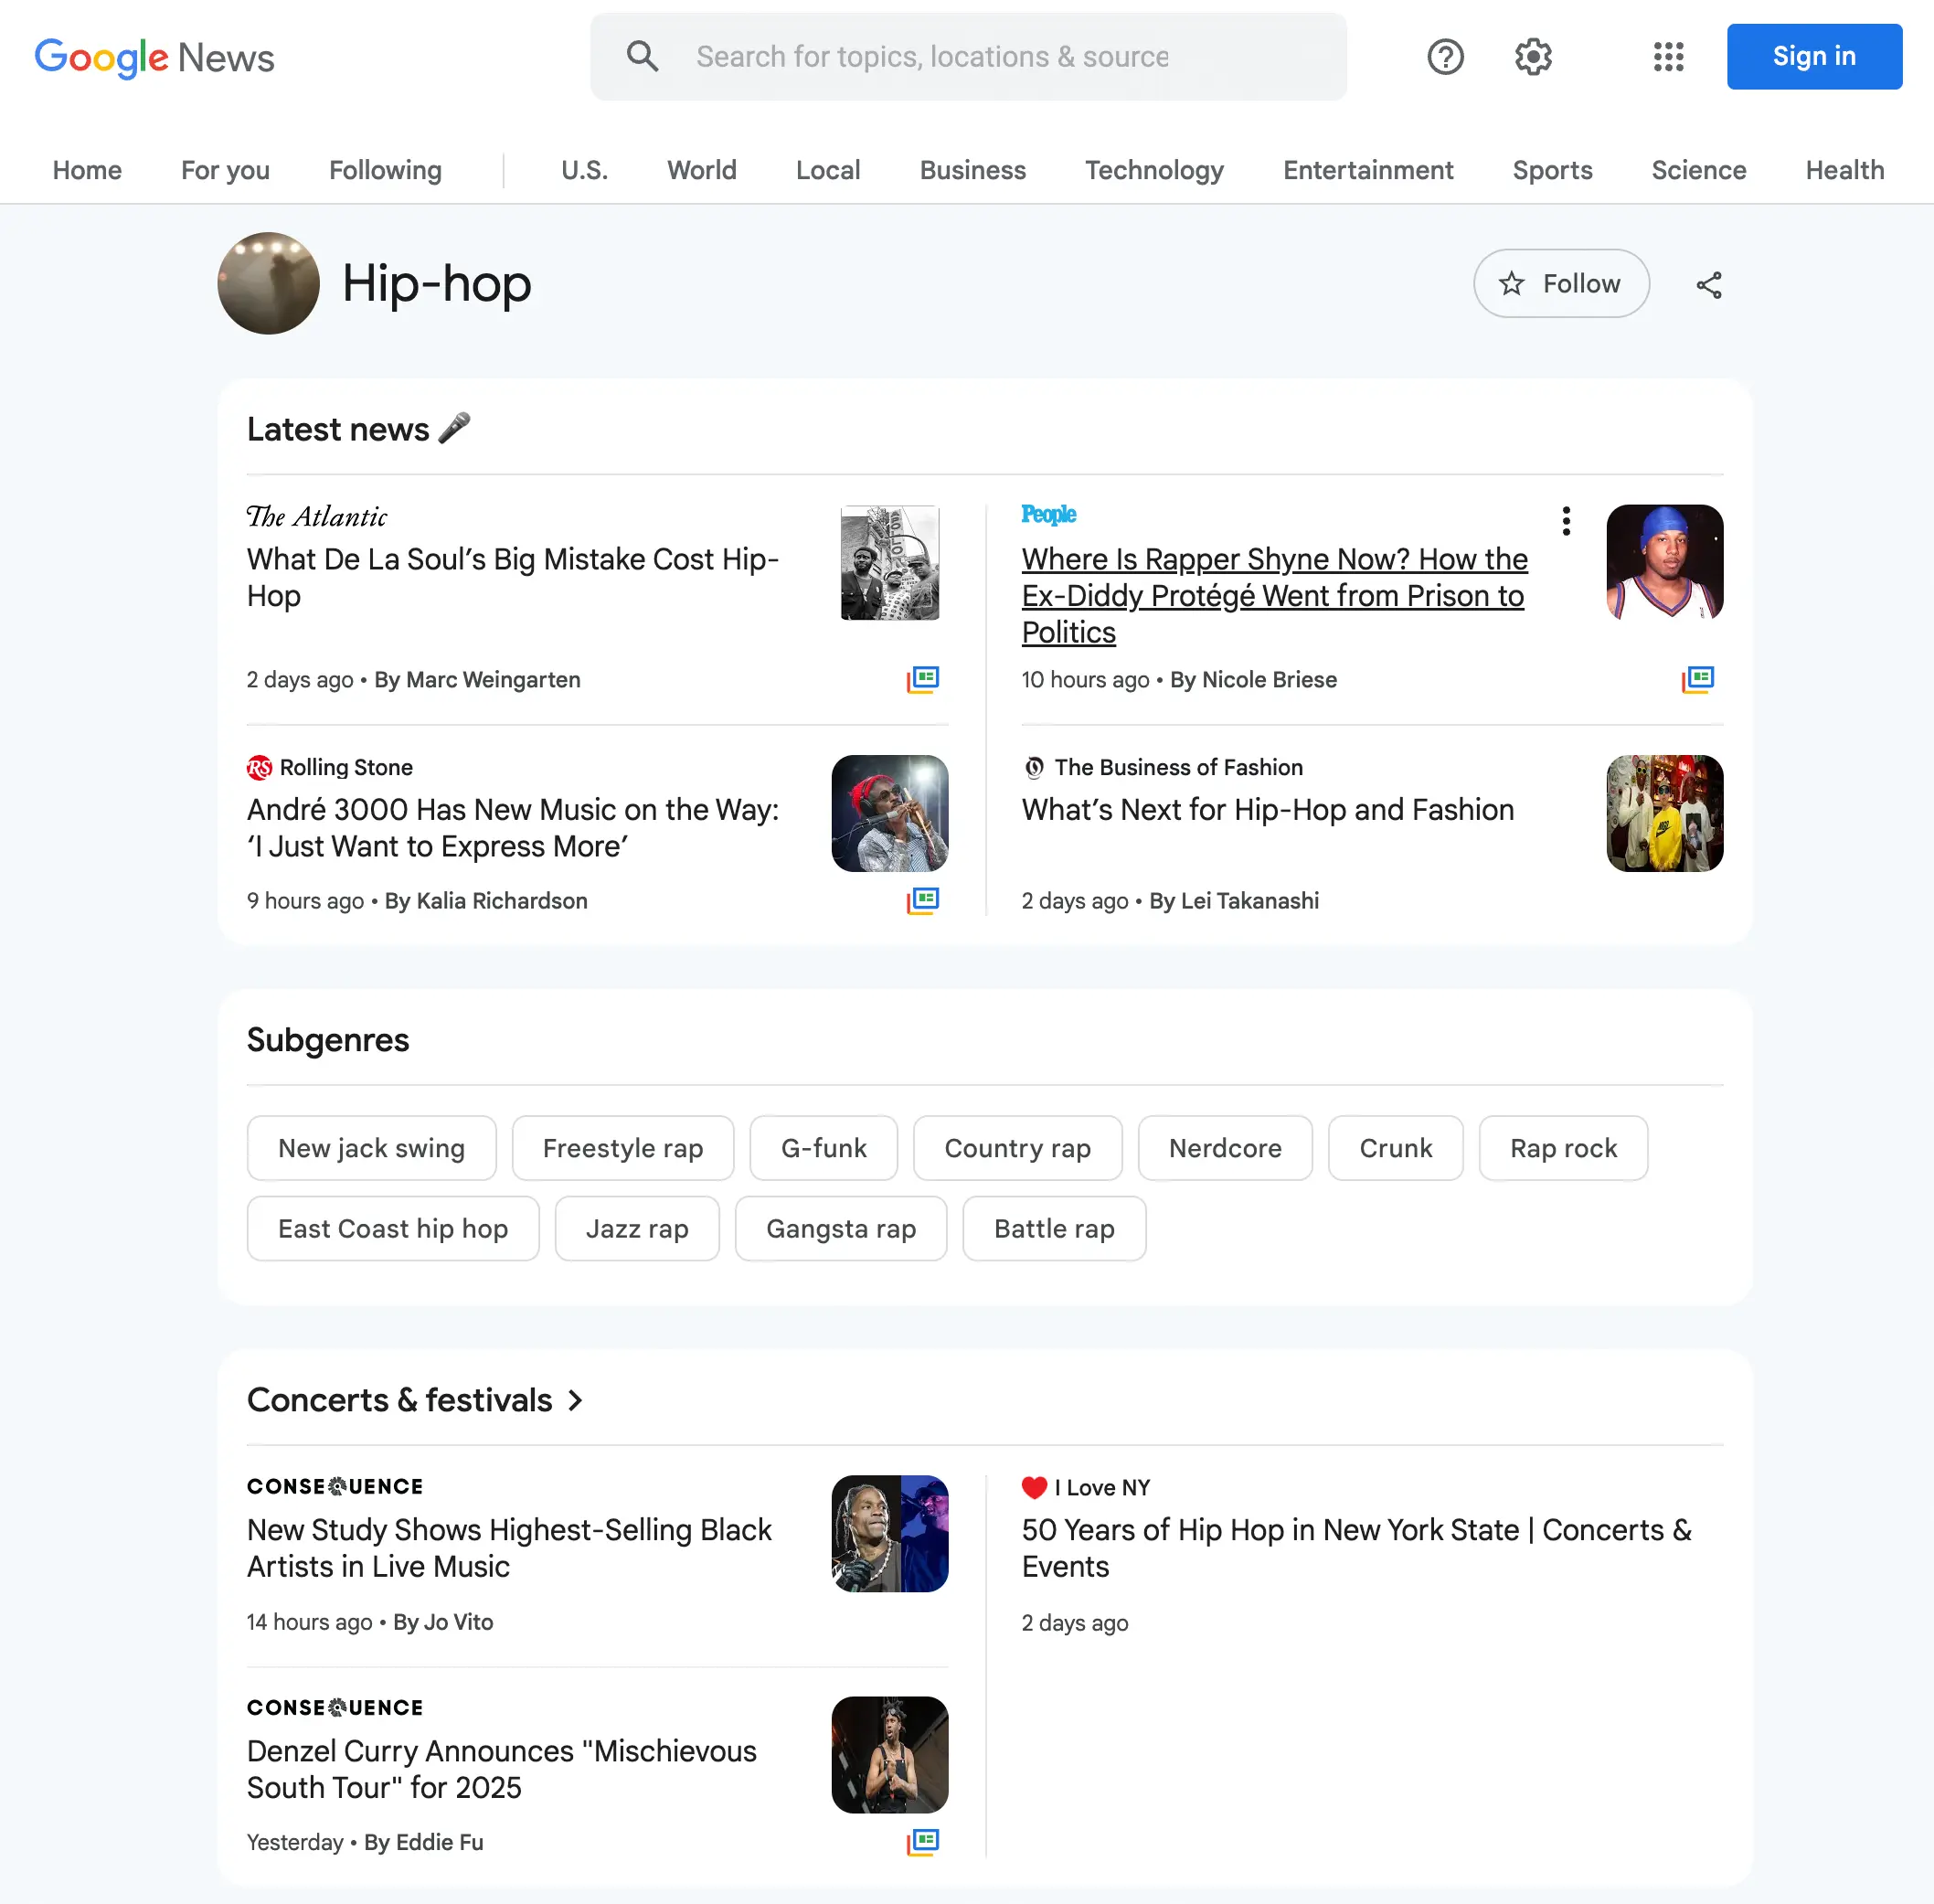 Google News
Search for topics, locations & source
Sign in
Home For you Following U.S. World Local Business Technology Entertainment Sports Science Health
Hip-hop
Follow
Latest news
The Atlantic
What De La Soul’s Big Mistake Cost Hip-
Hop
2 days ago • By Marc Weingarten
People
Where Is Rapper Shyne Now? How the
Ex-Diddy Protégé Went from Prison to
Politics
10 hours ago • By Nicole Briese
RS Rolling Stone
André 3000 Has New Music on the Way:
‘I Just Want to Express More’
9 hours ago • By Kalia Richardson
The Business of Fashion
What’s Next for Hip-Hop and Fashion
2 days ago • By Lei Takanashi
Subgenres
New jack swing Freestyle rap G-funk Country rap Nerdcore Crunk Rap rock
East Coast hip hop Jazz rap Gangsta rap Battle rap
Concerts & festivals
CONSEQUENCE
New Study Shows Highest-Selling Black
Artists in Live Music
14 hours ago • By Jo Vito
I Love NY
50 Years of Hip Hop in New York State | Concerts &
Events
2 days ago
CONSEQUENCE
Denzel Curry Announces "Mischievous
South Tour" for 2025
Yesterday • By Eddie Fu